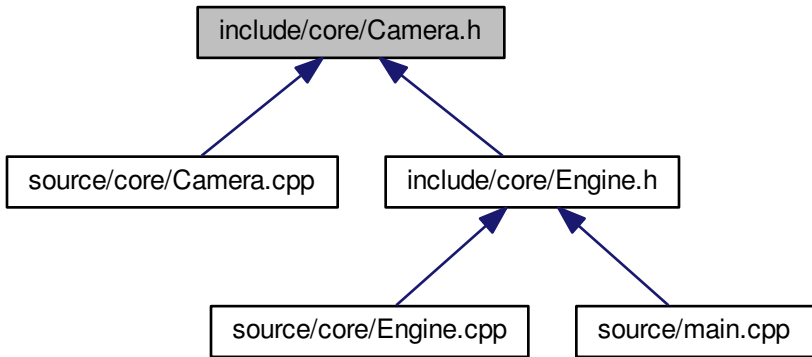 include/core/Camera.h
source/core/Camera.cpp
include/core/Engine.h
source/core/Engine.cpp
source/main.cpp